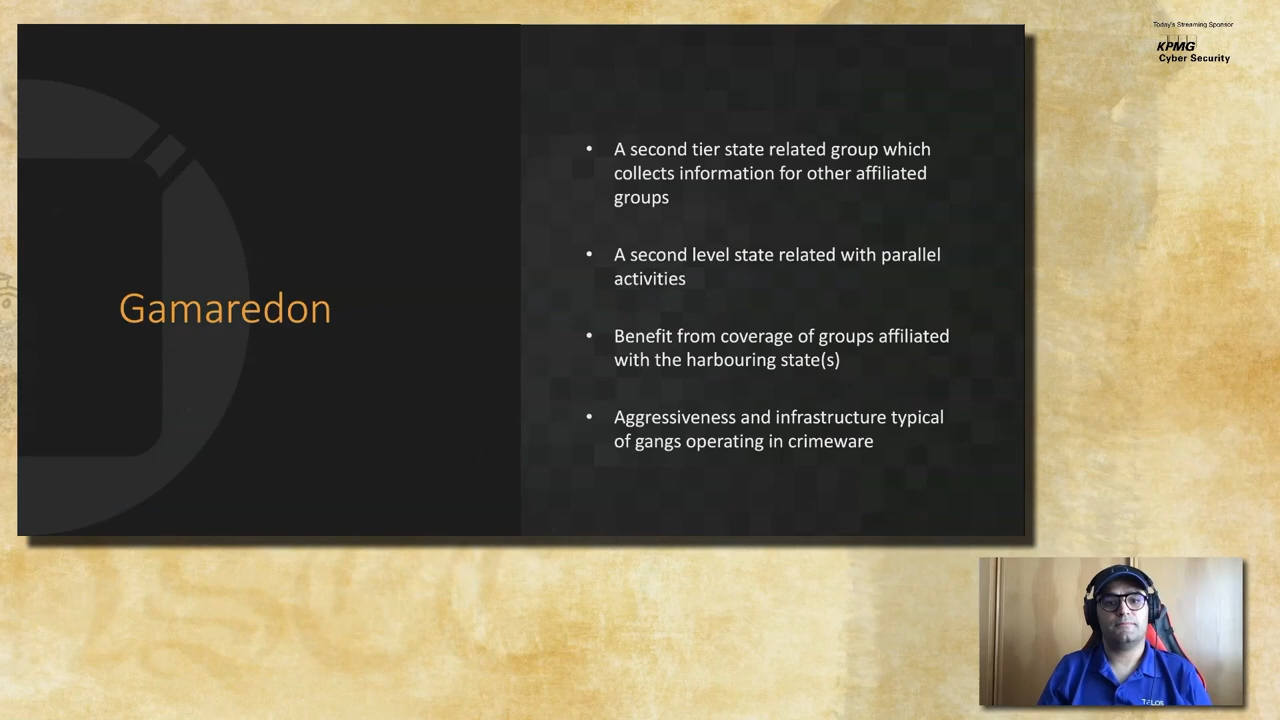 Today's Streaming Sponsor
KPMG
Cyber Security
Gamaredon
• A second tier state related group which
collects information for other affiliated
groups
• A second level state related with parallel
activities
• Benefit from coverage of groups affiliated
with the harbouring state(s)
• Aggressiveness and infrastructure typical
of gangs operating in crimeware
TELOS